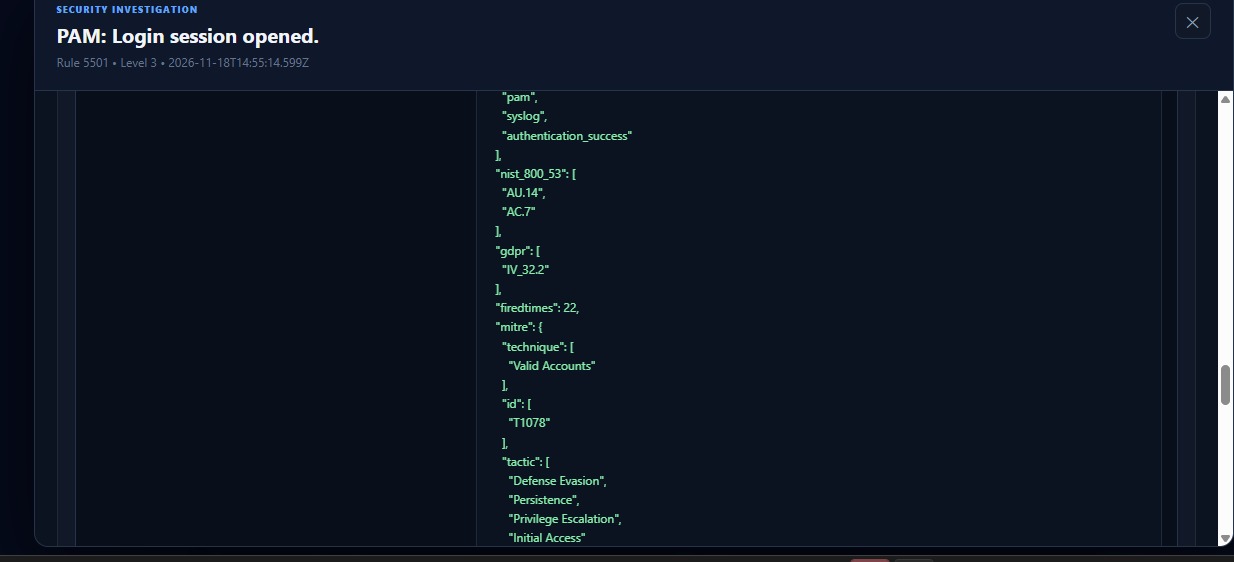 SECURITY INVESTIGATION
PAM: Login session opened.
Rule 5501 • Level 3 • 2026-11-18T14:55:14.599Z
"pam",
"syslog",
"authentication_success"
],
"nist_800_53": [
"AU.14",
"AC.7"
],
"gdpr": [
"IV_32.2"
],
"firedtimes": 22,
"mitre": {
"technique": [
"Valid Accounts"
],
"id": [
"T1078"
],
"tactic": [
"Defense Evasion",
"Persistence",
"Privilege Escalation",
"Initial Access"